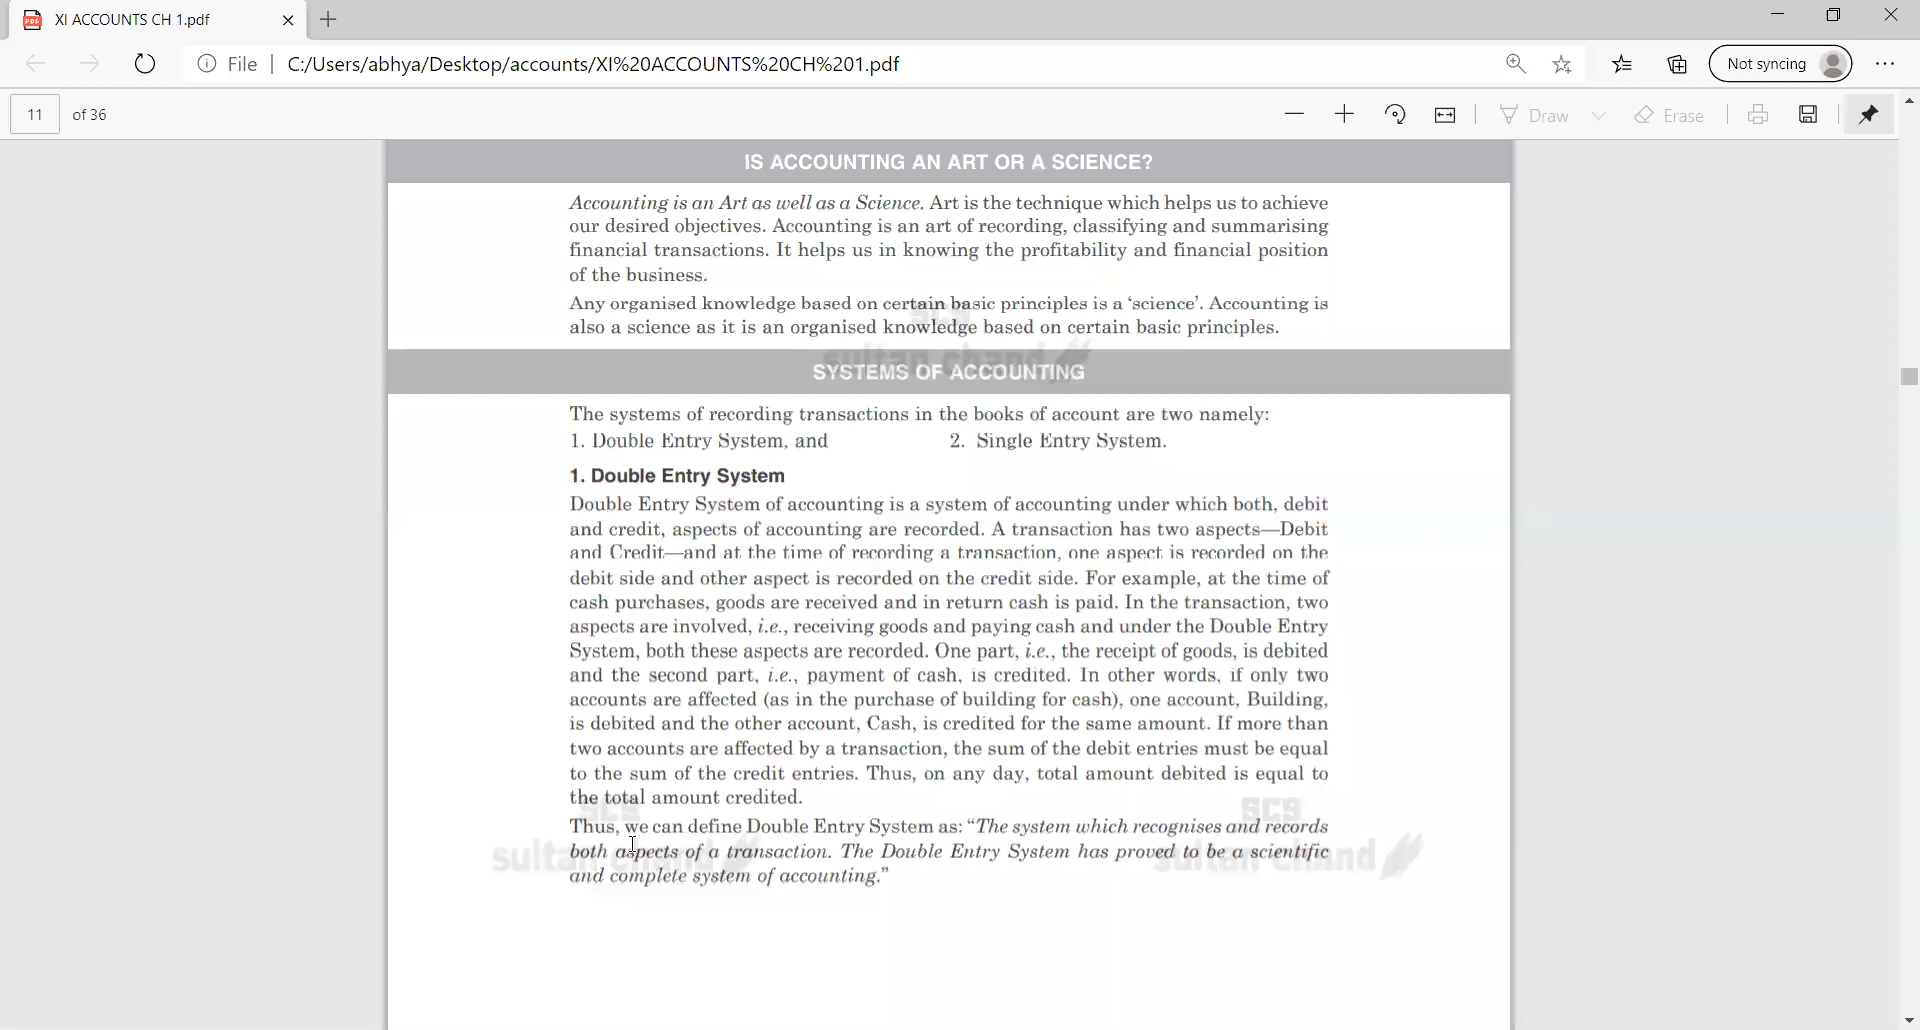 XI ACCOUNTS CH 1.pdf
File | C:/Users/abhya/Desktop/accounts/XI%20ACCOUNTS%20CH%201.pdf
Not syncing
11 of 36
Draw
Erase
IS ACCOUNTING AN ART OR A SCIENCE?
Accounting is an Art as well as a Science. Art is the technique which helps us to achieve
our desired objectives. Accounting is an art of recording, classifying and summarising
financial transactions. It helps us in knowing the profitability and financial position
of the business.
Any organised knowledge based on certain basic principles is a ‘science’. Accounting is
also a science as it is an organised knowledge based on certain basic principles.
scs
sultan chand
SYSTEMS OF ACCOUNTING
The systems of recording transactions in the books of account are two namely:
1. Double Entry System, and 2. Single Entry System.
1. Double Entry System
Double Entry System of accounting is a system of accounting under which both, debit
and credit, aspects of accounting are recorded. A transaction has two aspects—Debit
and Credit—and at the time of recording a transaction, one aspect is recorded on the
debit side and other aspect is recorded on the credit side. For example, at the time of
cash purchases, goods are received and in return cash is paid. In the transaction, two
aspects are involved, i.e., receiving goods and paying cash and under the Double Entry
System, both these aspects are recorded. One part, i.e., the receipt of goods, is debited
and the second part, i.e., payment of cash, is credited. In other words, if only two
accounts are affected (as in the purchase of building for cash), one account, Building,
is debited and the other account, Cash, is credited for the same amount. If more than
two accounts are affected by a transaction, the sum of the debit entries must be equal
to the sum of the credit entries. Thus, on any day, total amount debited is equal to
the total amount credited.
scs scs
Thus, we can define Double Entry System as: “The system which recognises and records
both aspects of a transaction. The Double Entry System has proved to be a scientific
sultan chand sultan chand
and complete system of accounting.”